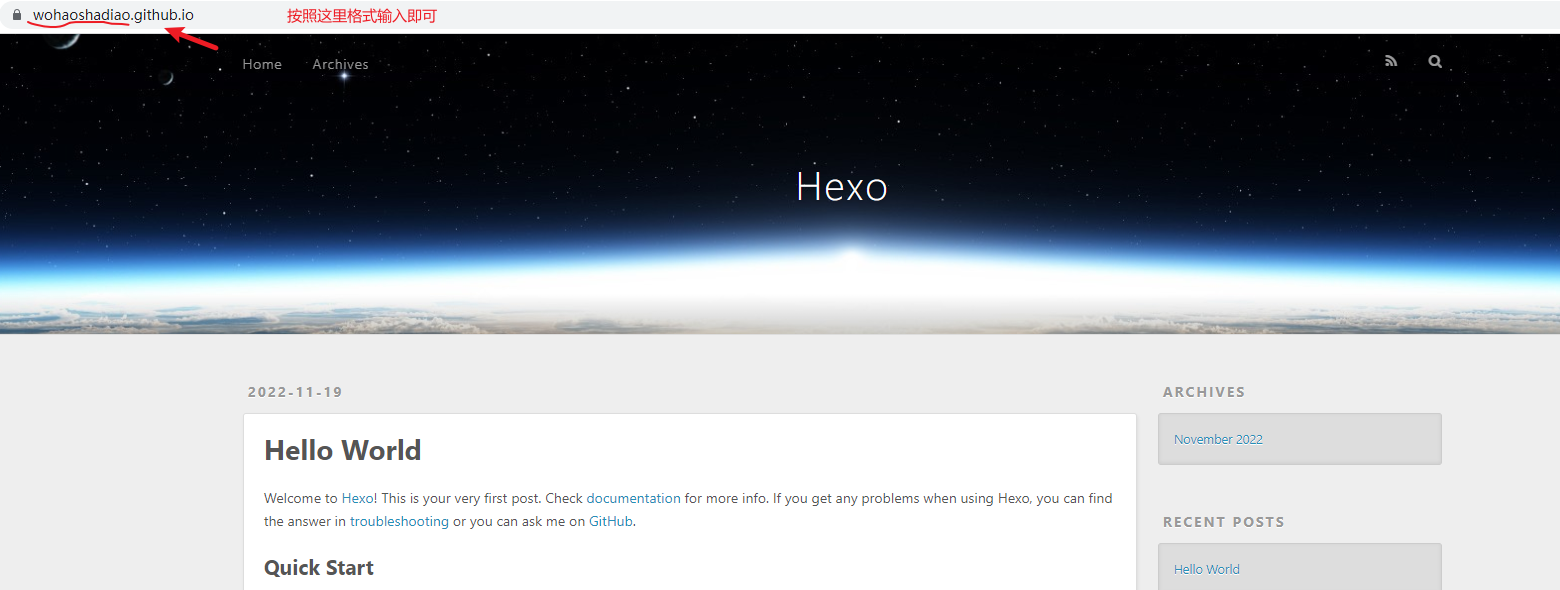 wohaoshadiao.github.io
按照这里格式输入即可
Home
Archives
Hexo
2022-11-19
Hello World
Welcome to Hexo! This is your very first post. Check documentation for more info. If you get any problems when using Hexo, you can find
the answer in troubleshooting or you can ask me on GitHub.
Quick Start
ARCHIVES
November 2022
RECENT POSTS
Hello World